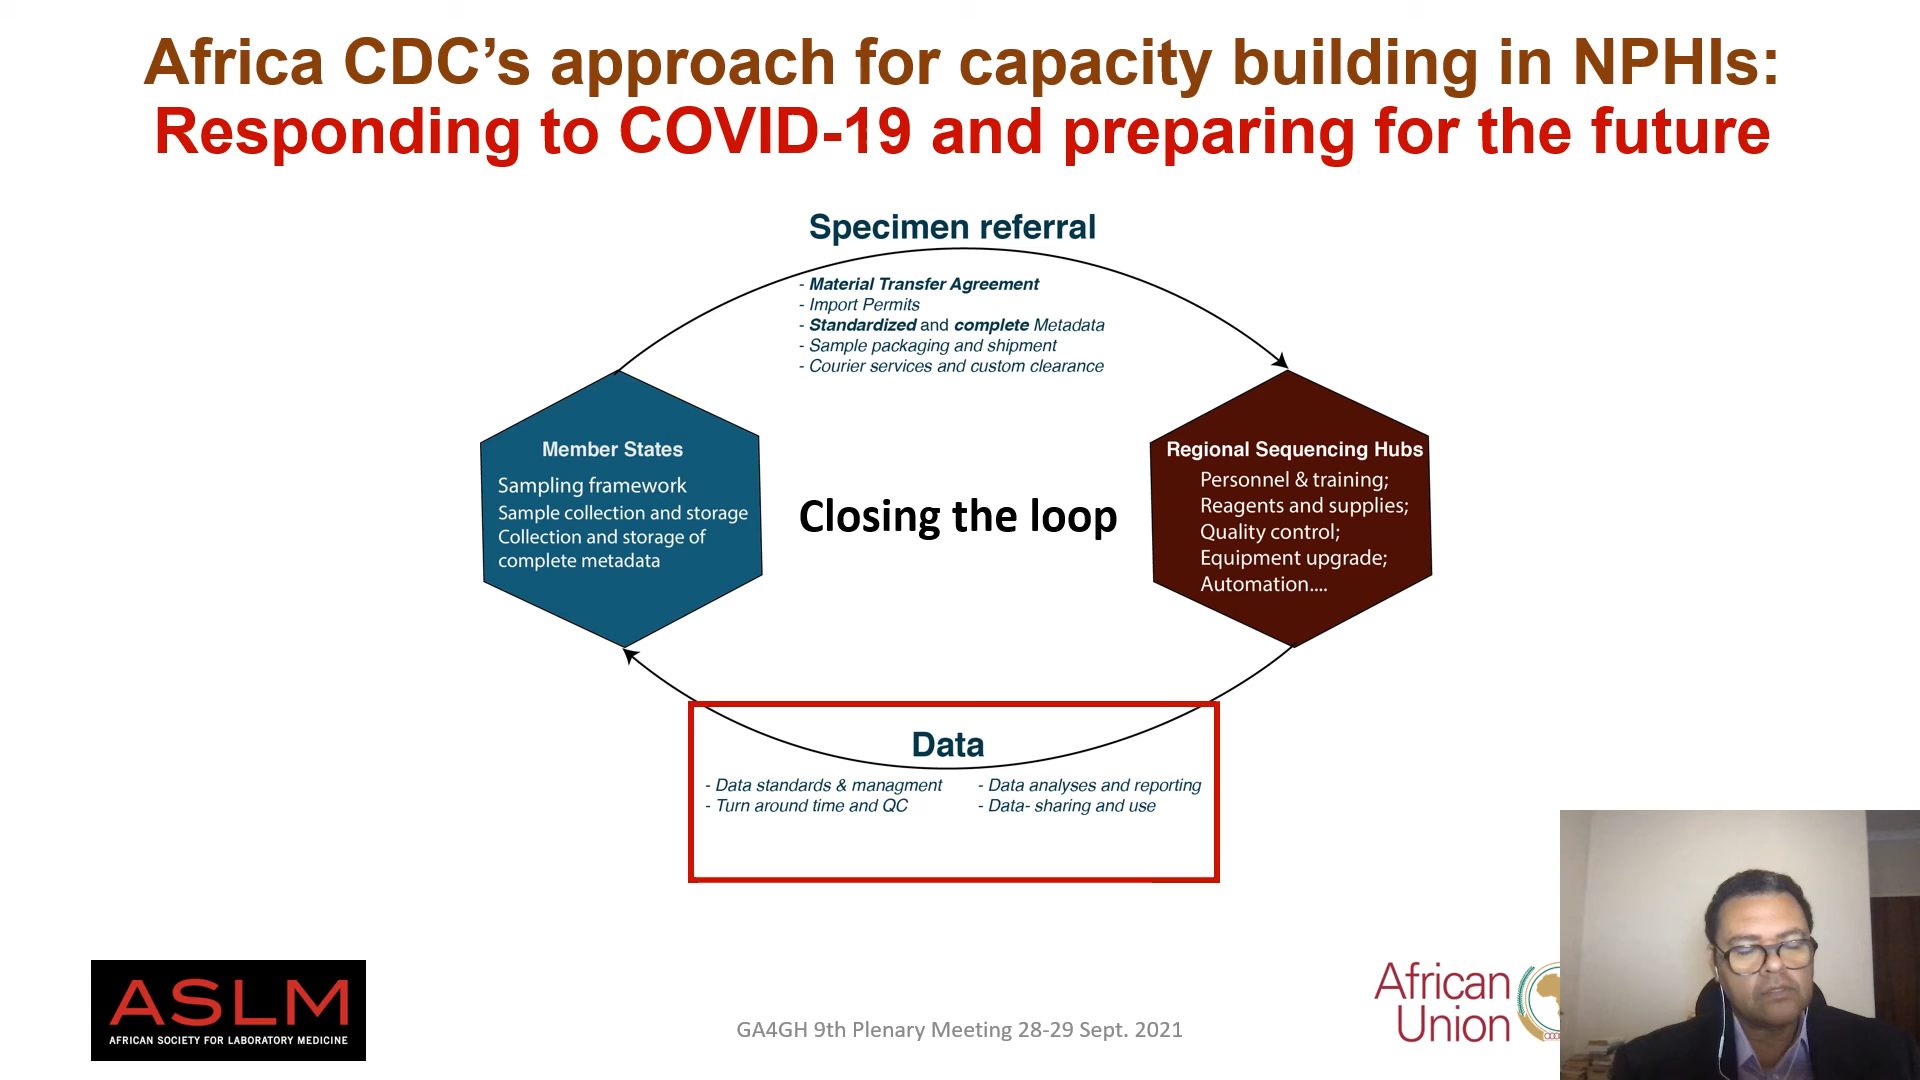 Africa CDC’s approach for capacity building in NPHIs:
Responding to COVID-19 and preparing for the future
Specimen referral
- Material Transfer Agreement
- Import Permits
- Standardized and complete Metadata
- Sample packaging and shipment
- Courier services and custom clearance
Member States
Sampling framework
Sample collection and storage
Collection and storage of
complete metadata
Closing the loop
Regional Sequencing Hubs
Personnel & training;
Reagents and supplies;
Quality control;
Equipment upgrade;
Automation....
Data
- Data standards & managment
- Turn around time and QC
- Data analyses and reporting
- Data- sharing and use
ASLM
AFRICAN SOCIETY FOR LABORATORY MEDICINE
GA4GH 9th Plenary Meeting 28-29 Sept. 2021
African
Union